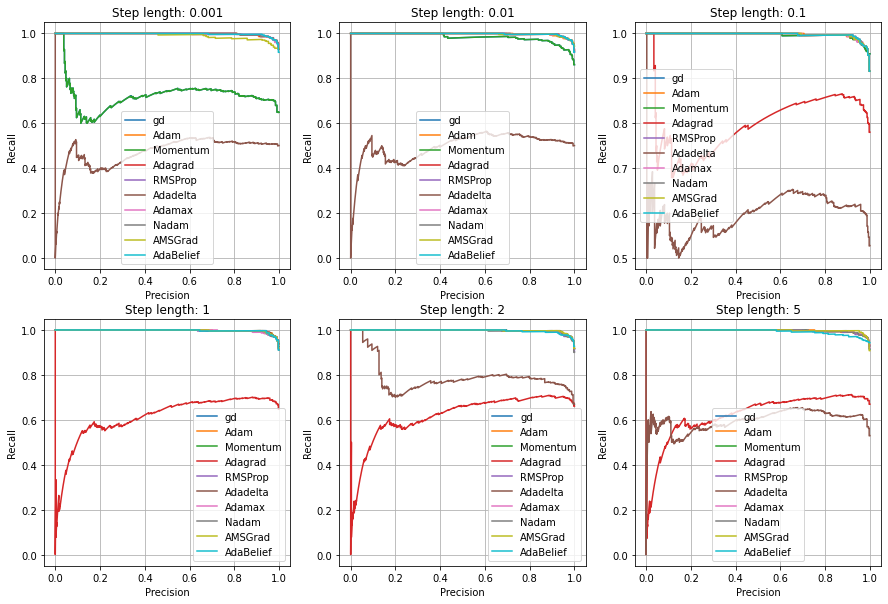 Step length: 0.001
Recall
1.0
0.8
0.6
0.4
0.2
0.0
gd
Adam
Momentum
Adagrad
RMSProp
Adadelta
Adamax
Nadam
AMSGrad
AdaBelief
0.0 0.2 0.4 0.6 0.8 1.0
Precision
Step length: 0.01
Recall
1.0
0.8
0.6
0.4
0.2
0.0
gd
Adam
Momentum
Adagrad
RMSProp
Adadelta
Adamax
Nadam
AMSGrad
AdaBelief
0.0 0.2 0.4 0.6 0.8 1.0
Precision
Step length: 0.1
Recall
1.0
0.9
0.8
0.7
0.6
0.5
gd
Adam
Momentum
Adagrad
RMSProp
Adadelta
Adamax
Nadam
AMSGrad
AdaBelief
0.0 0.2 0.4 0.6 0.8 1.0
Precision
Step length: 1
Recall
1.0
0.8
0.6
0.4
0.2
0.0
gd
Adam
Momentum
Adagrad
RMSProp
Adadelta
Adamax
Nadam
AMSGrad
AdaBelief
0.0 0.2 0.4 0.6 0.8 1.0
Precision
Step length: 2
Recall
1.0
0.8
0.6
0.4
0.2
0.0
gd
Adam
Momentum
Adagrad
RMSProp
Adadelta
Adamax
Nadam
AMSGrad
AdaBelief
0.0 0.2 0.4 0.6 0.8 1.0
Precision
Step length: 5
Recall
1.0
0.8
0.6
0.4
0.2
0.0
gd
Adam
Momentum
Adagrad
RMSProp
Adadelta
Adamax
Nadam
AMSGrad
AdaBelief
0.0 0.2 0.4 0.6 0.8 1.0
Precision